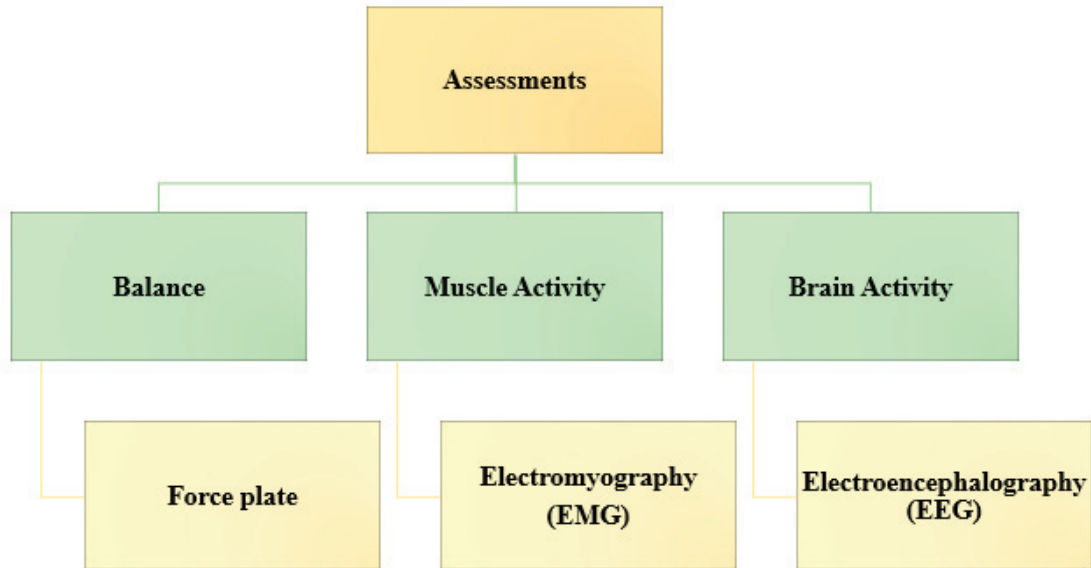 Assessments
Balance
Muscle Activity
Brain Activity
Force plate
Electromyography
(EMG)
Electroencephalography
(EEG)